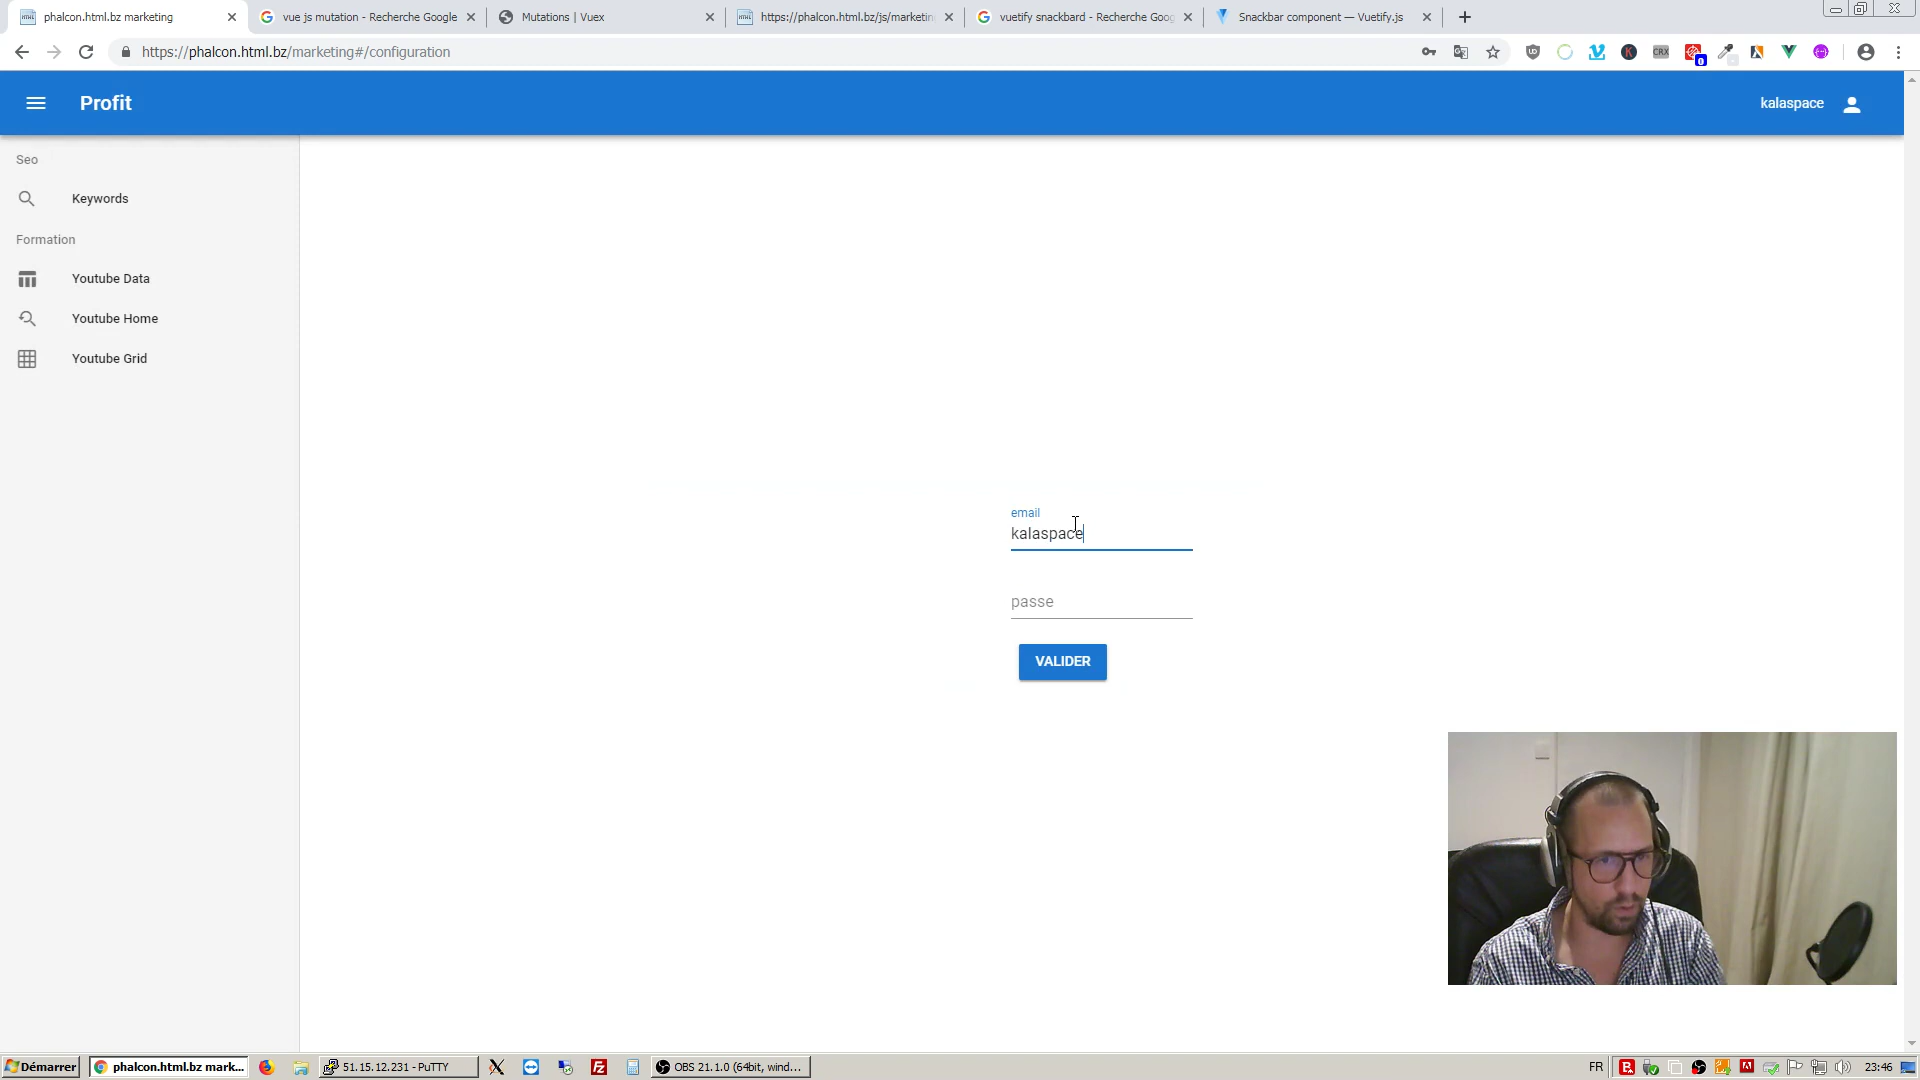 phalcon.html.bz marketing
vue js mutation - Recherche Google
Mutations | Vuex
https://phalcon.html.bz/js/marketin
vuetify snackbard - Recherche Goog
Snackbar component — Vuetify.js
https://phalcon.html.bz/marketing#/configuration
CRX
0
Profit
kalaspace
Seo
Keywords
Formation
Youtube Data
Youtube Home
Youtube Grid
email
kalaspace
passe
VALIDER
Démarrer
phalcon.html.bz mark...
51.15.12.231 - PuTTY
OBS 21.1.0 (64bit, wind...
FR
23:46